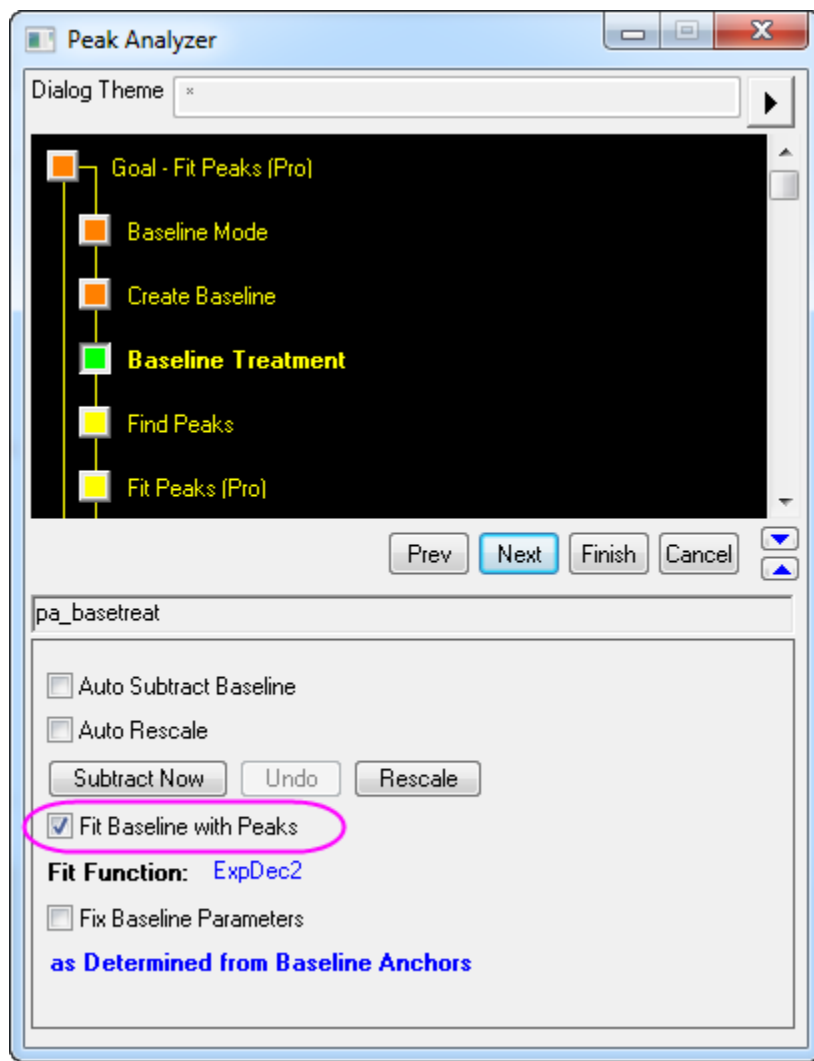 Peak Analyzer
Dialog Theme *
Goal - Fit Peaks (Pro)
Baseline Mode
Create Baseline
Baseline Treatment
Find Peaks
Fit Peaks (Pro)
Prev Next Finish Cancel
pa_basetreat
Auto Subtract Baseline
Auto Rescale
Subtract Now Undo Rescale
Fit Baseline with Peaks
Fit Function: ExpDec2
Fix Baseline Parameters
as Determined from Baseline Anchors